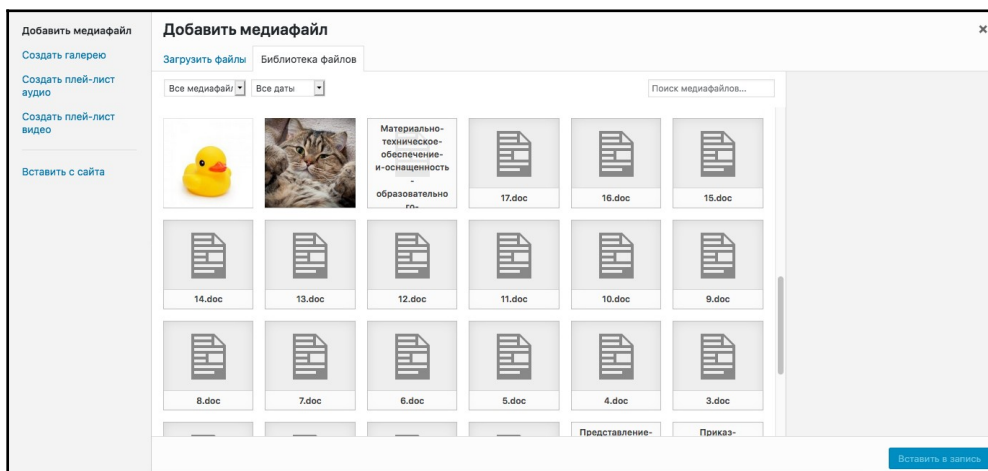 Добавить медиафайл
Создать галерею
Создать плей-лист
аудио
Создать плей-лист
видео
Вставить с сайта
Добавить медиафайл
×
Загрузить файлы
Библиотека файлов
Все медиафай
Все даты
Поиск медиафайлов...
Материально-
техническое-
обеспечение-
и-оснащенность
-
образовательно
го-
17.doc
16.doc
15.doc
14.doc
13.doc
12.doc
11.doc
10.doc
9.doc
8.doc
7.doc
6.doc
5.doc
4.doc
3.doc
Представление-
Приказ-
Вставить в запись